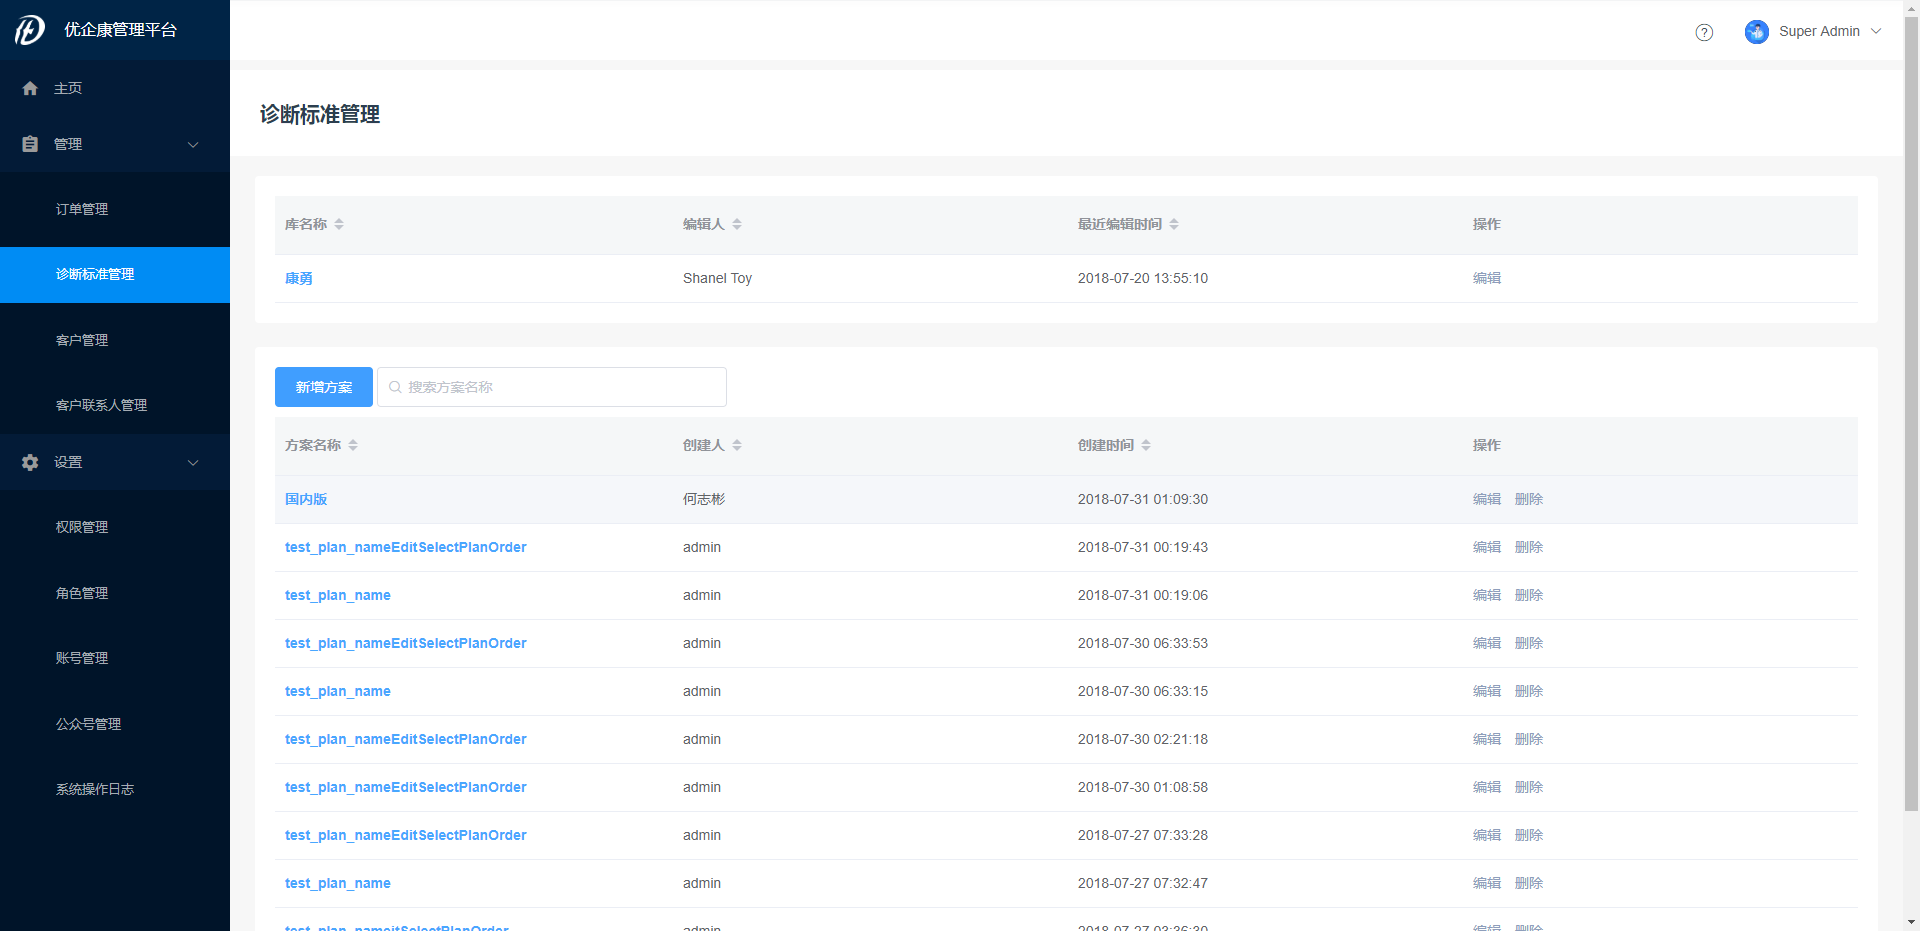 优企康管理平台
Super Admin
主页
管理
订单管理
诊断标准管理
客户管理
客户联系人管理
设置
权限管理
角色管理
账号管理
公众号管理
系统操作日志
诊断标准管理
库名称 编辑人 最近编辑时间 操作
康勇 Shanel Toy 2018-07-20 13:55:10 编辑
新增方案 搜索方案名称
方案名称 创建人 创建时间 操作
国内版 何志彬 2018-07-31 01:09:30 编辑 删除
test_plan_nameEditSelectPlanOrder admin 2018-07-31 00:19:43 编辑 删除
test_plan_name admin 2018-07-31 00:19:06 编辑 删除
test_plan_nameEditSelectPlanOrder admin 2018-07-30 06:33:53 编辑 删除
test_plan_name admin 2018-07-30 06:33:15 编辑 删除
test_plan_nameEditSelectPlanOrder admin 2018-07-30 02:21:18 编辑 删除
test_plan_nameEditSelectPlanOrder admin 2018-07-30 01:08:58 编辑 删除
test_plan_nameEditSelectPlanOrder admin 2018-07-27 07:33:28 编辑 删除
test_plan_name admin 2018-07-27 07:32:47 编辑 删除
test_plan_nameitSelectPlanOrder admin 2018-07-27 03:36:30 编辑 删除